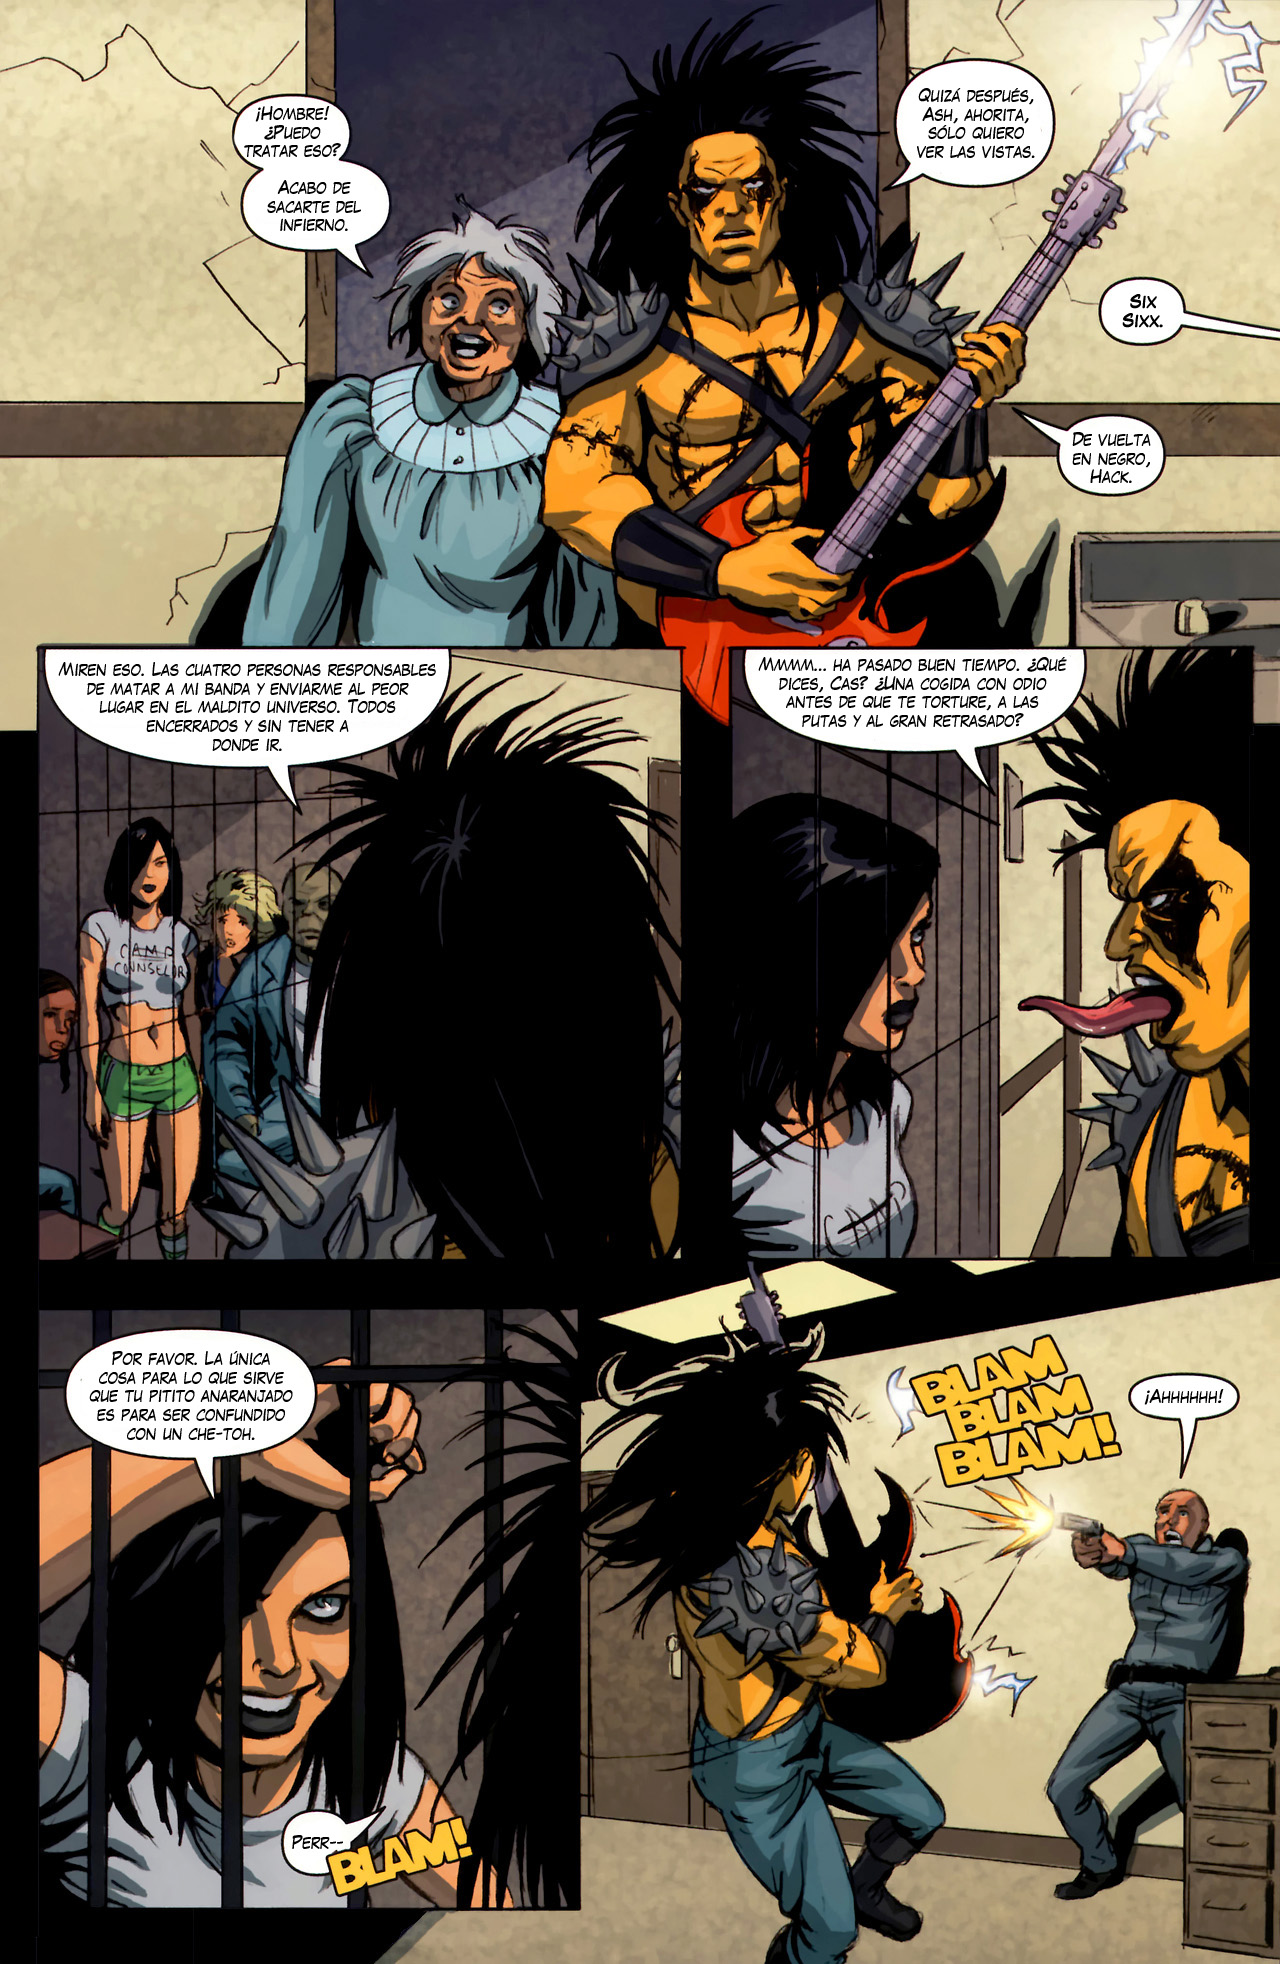 ¡HOMBRE!
¿PUEDO
TRATAR ESO?
ACABO DE
SACARTE DEL
INFIERNO.
QUIZÁ DESPUÉS,
ASH, AHORITA,
SÓLO QUIERO
VER LAS VISTAS.
SIX
SIXX.
DE VUELTA
EN NEGRO,
HACK.
MIREN ESO. LAS CUATRO PERSONAS RESPONSABLES
DE MATAR A MI BANDA Y ENVIARME AL PEOR
LUGAR EN EL MALDITO UNIVERSO. TODOS
ENCERRADOS Y SIN TENER A
DONDE IR.
CAMP
COUNSELOR
MMMM... HA PASADO BUEN TIEMPO. ¿QUÉ
DICES, CAS? ¿UNA COGIDA CON ODIO
ANTES DE QUE TE TORTURE, A LAS
PUTAS Y AL GRAN RETRASADO?
CAMP
POR FAVOR. LA ÚNICA
COSA PARA LO QUE SIRVE
QUE TU PITITO ANARANJADO
ES PARA SER CONFUNDIDO
CON UN CHE-TOH.
PERR--
BLAM!
BLAM
BLAM
BLAM!
¡AHHHHHH!